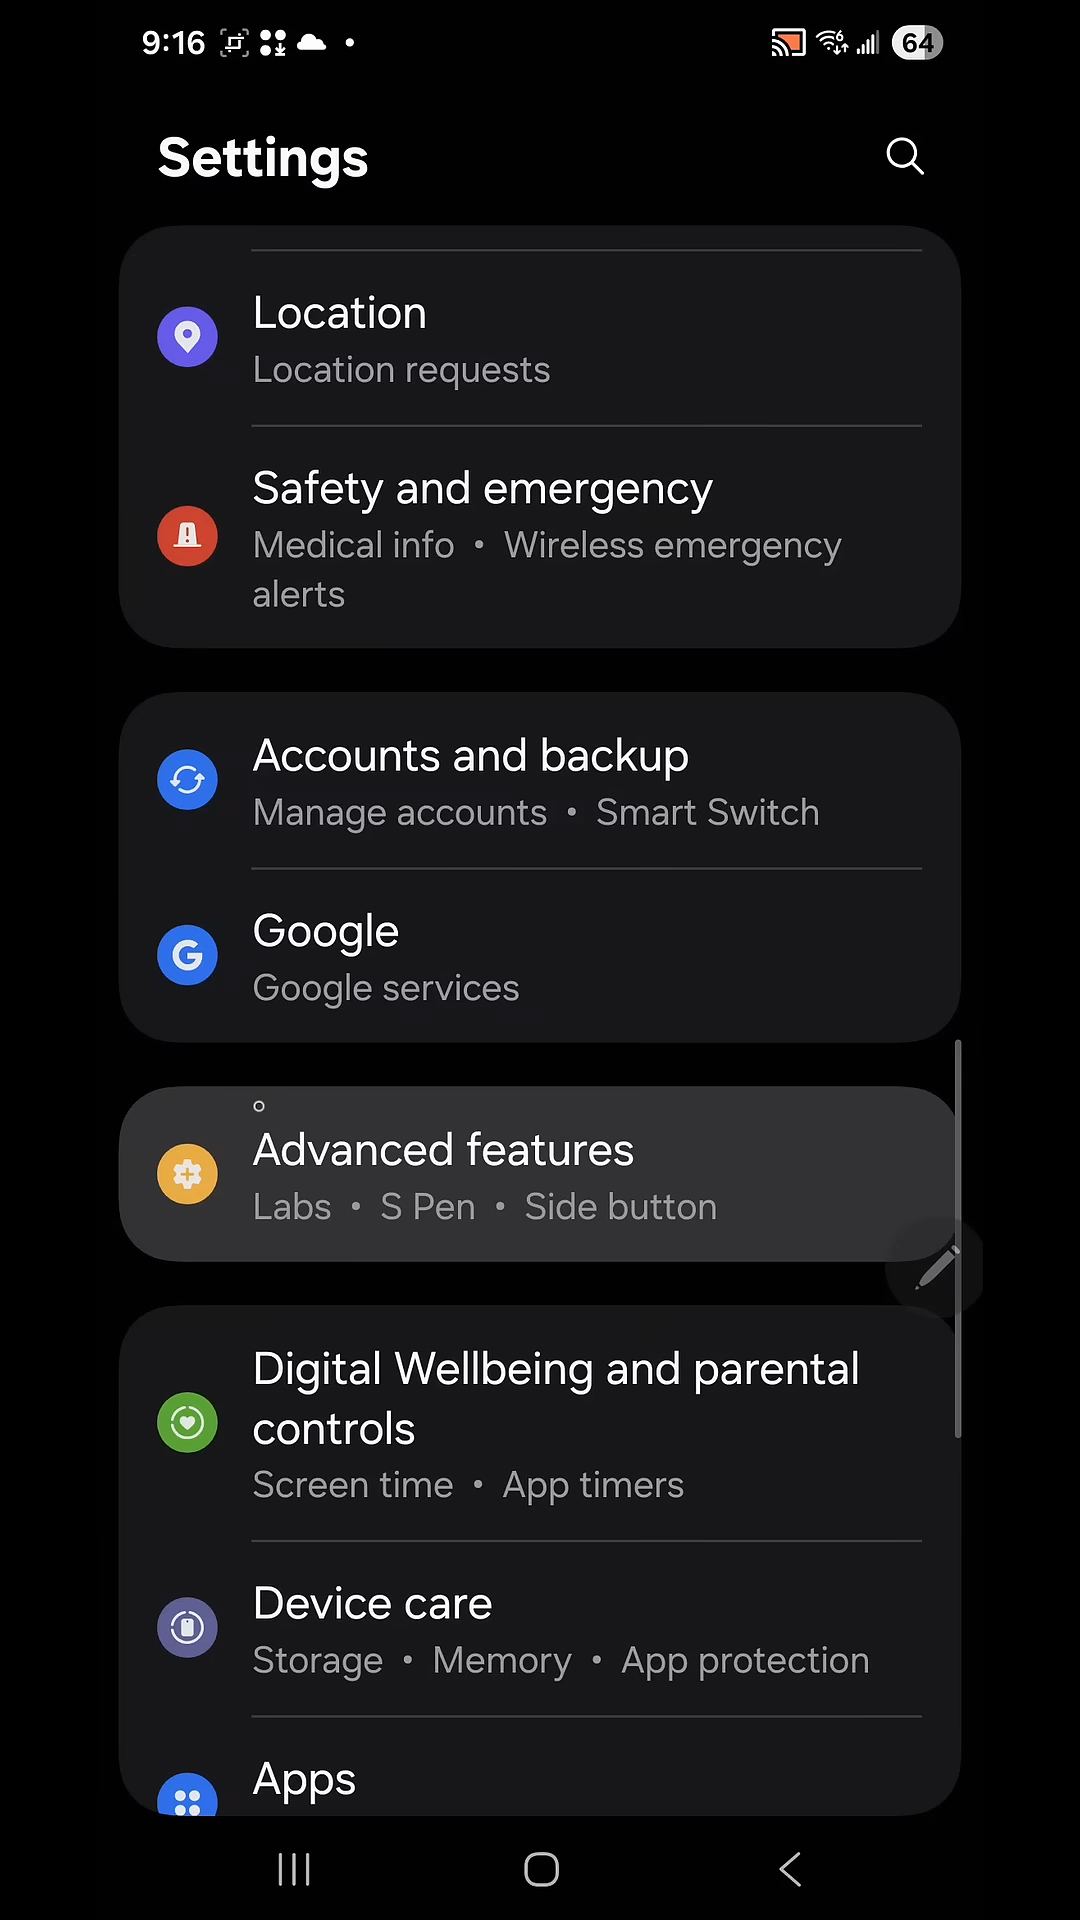 9:16
64
Settings
Location
Location requests
Safety and emergency
Medical info • Wireless emergency
alerts
Accounts and backup
Manage accounts • Smart Switch
Google
Google services
Advanced features
Labs • S Pen • Side button
Digital Wellbeing and parental
controls
Screen time • App timers
Device care
Storage • Memory • App protection
Apps